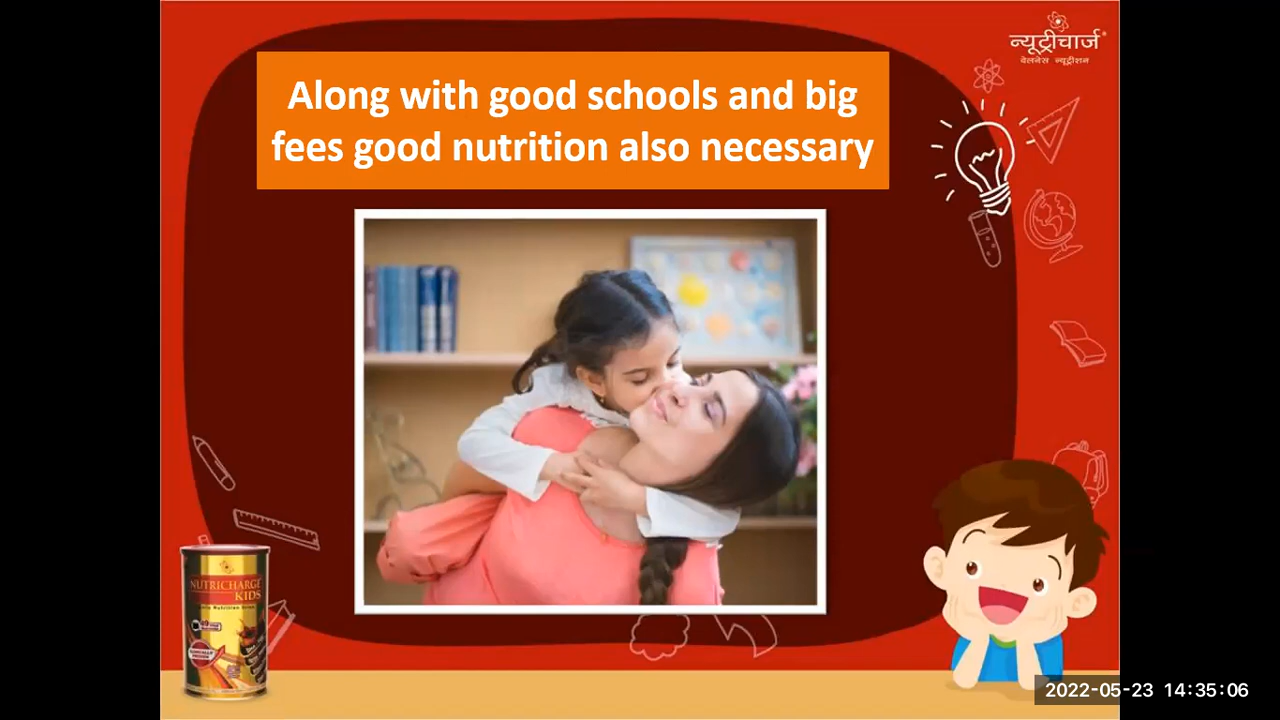 न्यूट्रीचार्ज
वेलनेस न्यूट्रीशन
Along with good schools and big
fees good nutrition also necessary
NUTRICHARGE
KIDS
2022-05-23 14:35:06